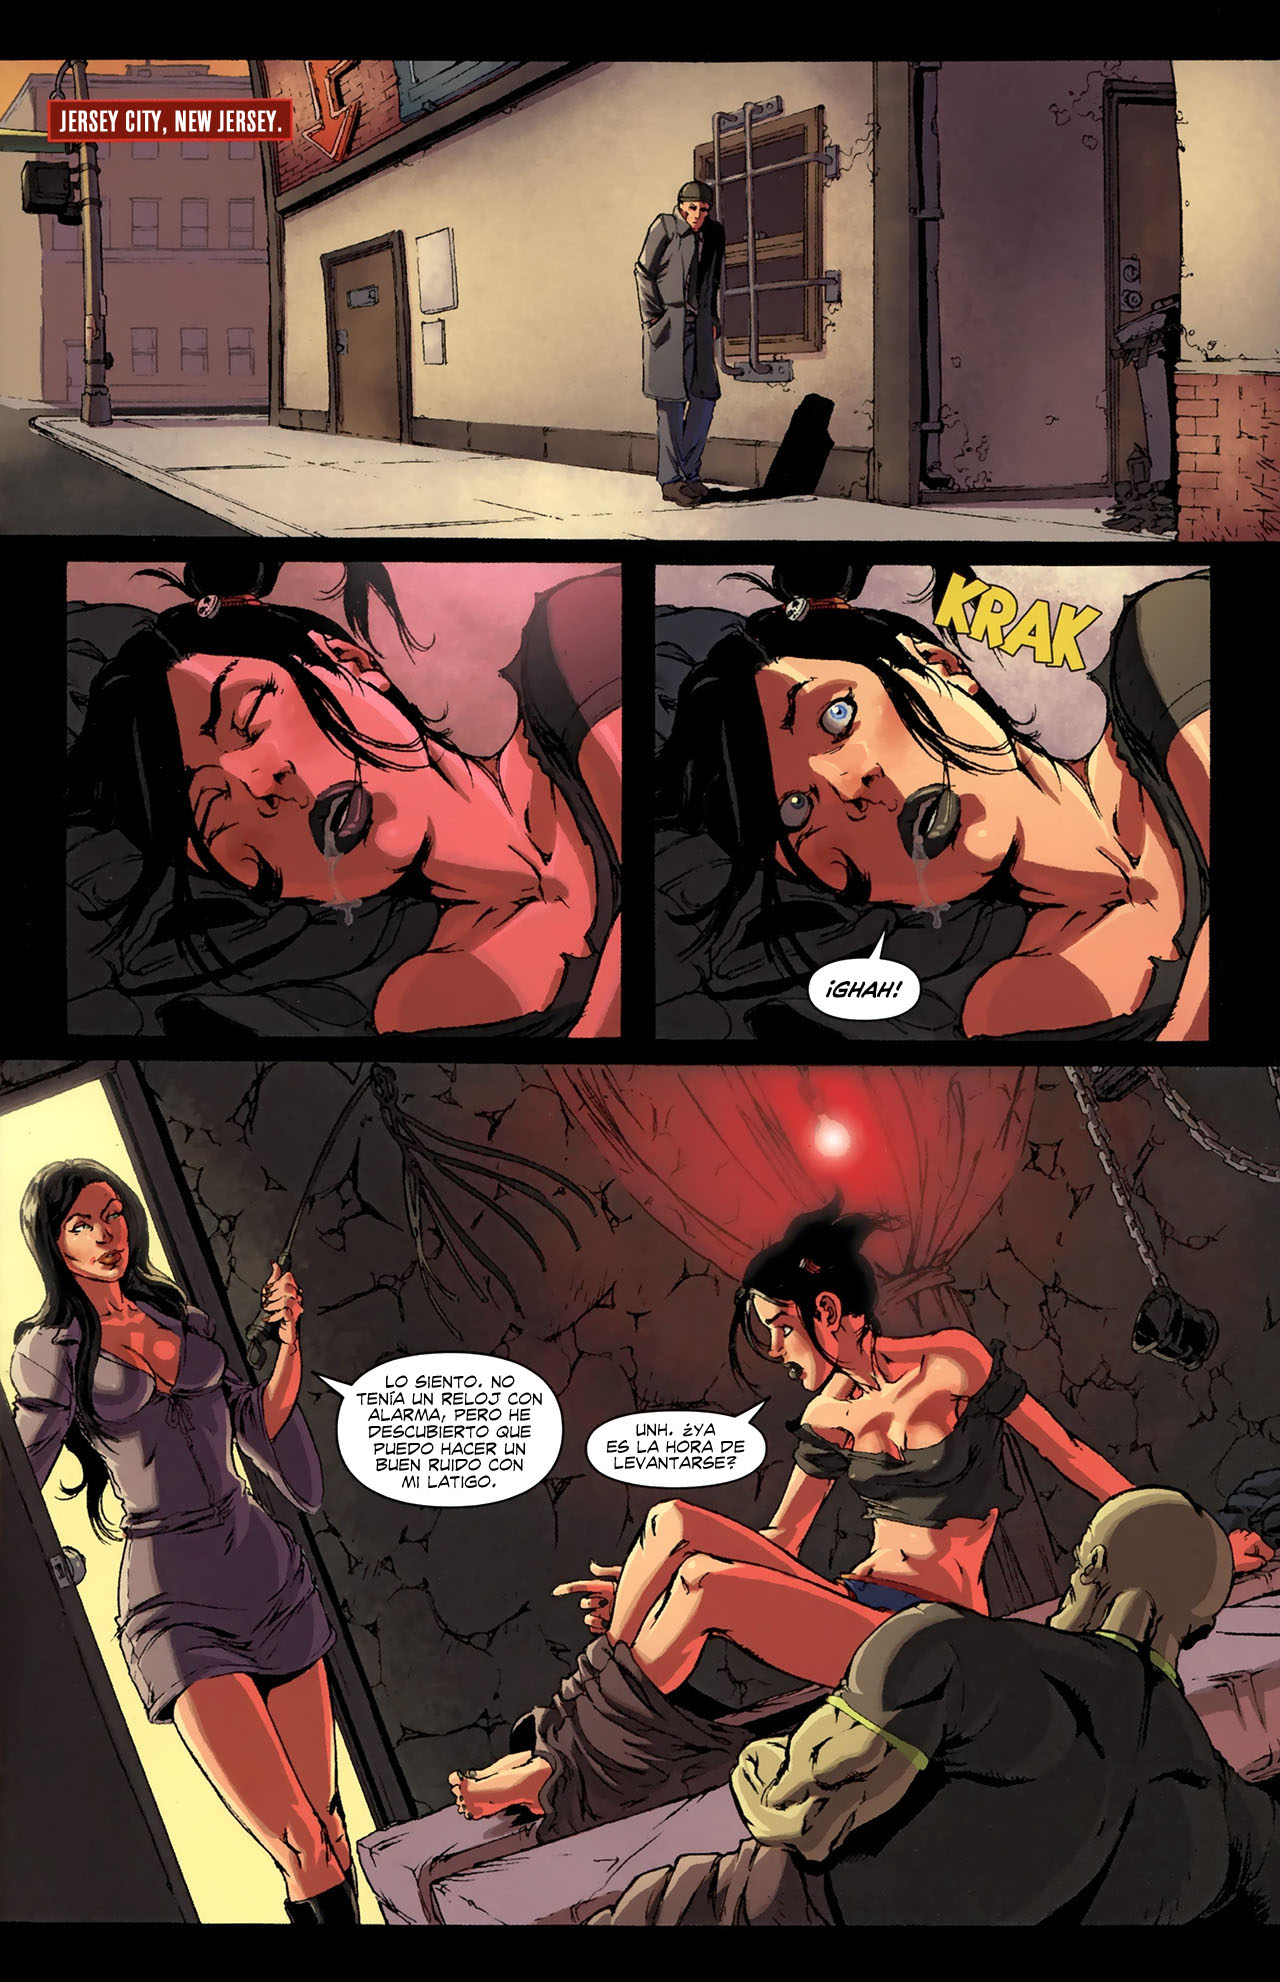 JERSEY CITY, NEW JERSEY.
KRAK
¡GHAH!
LO SIENTO. NO
TENÍA UN RELOJ CON
ALARMA, PERO HE
DESCUBIERTO QUE
PUEDO HACER UN
BUEN RUIDO CON
MI LATIGO.
UNH. ¿YA
ES LA HORA DE
LEVANTARSE?